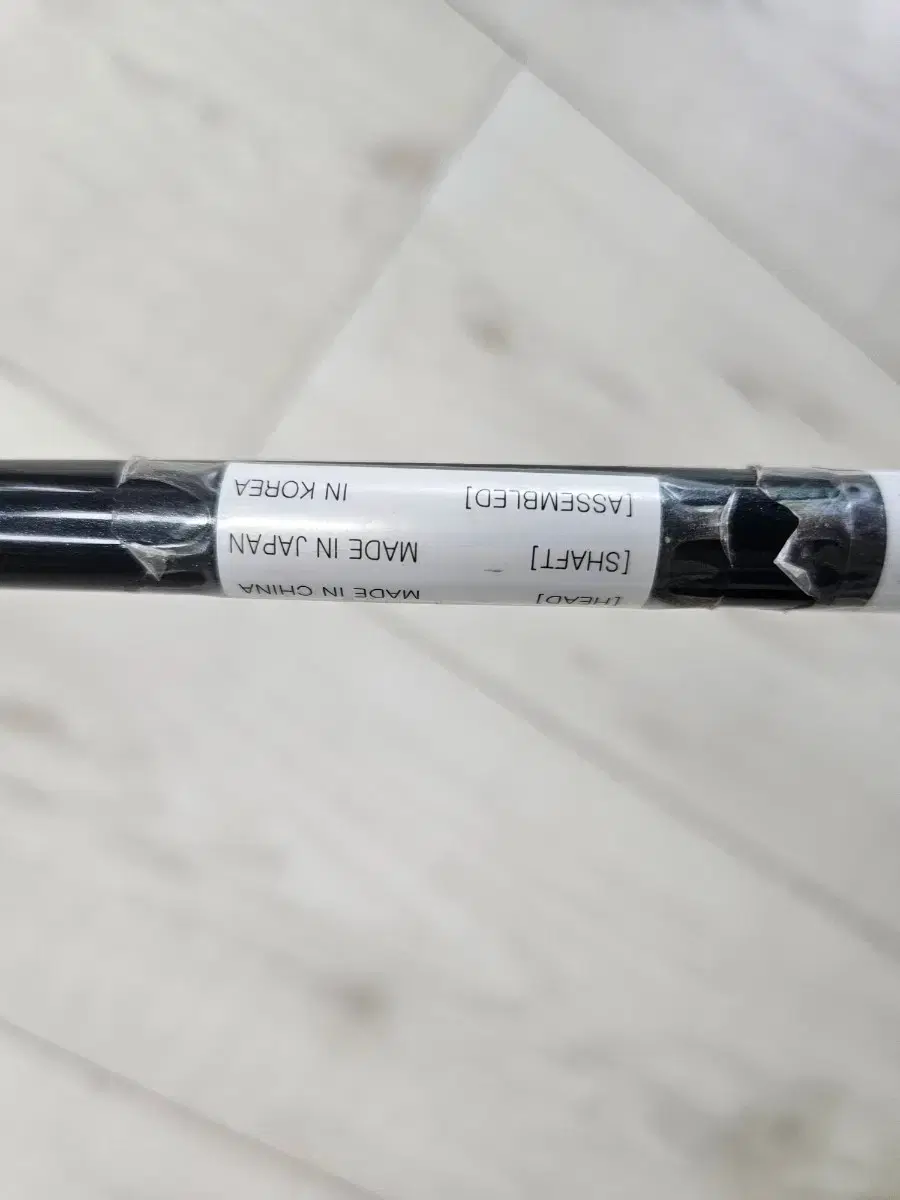 [HEAD] MADE IN CHINA
[SHAFT] MADE IN JAPAN
[ASSEMBLED] IN KOREA